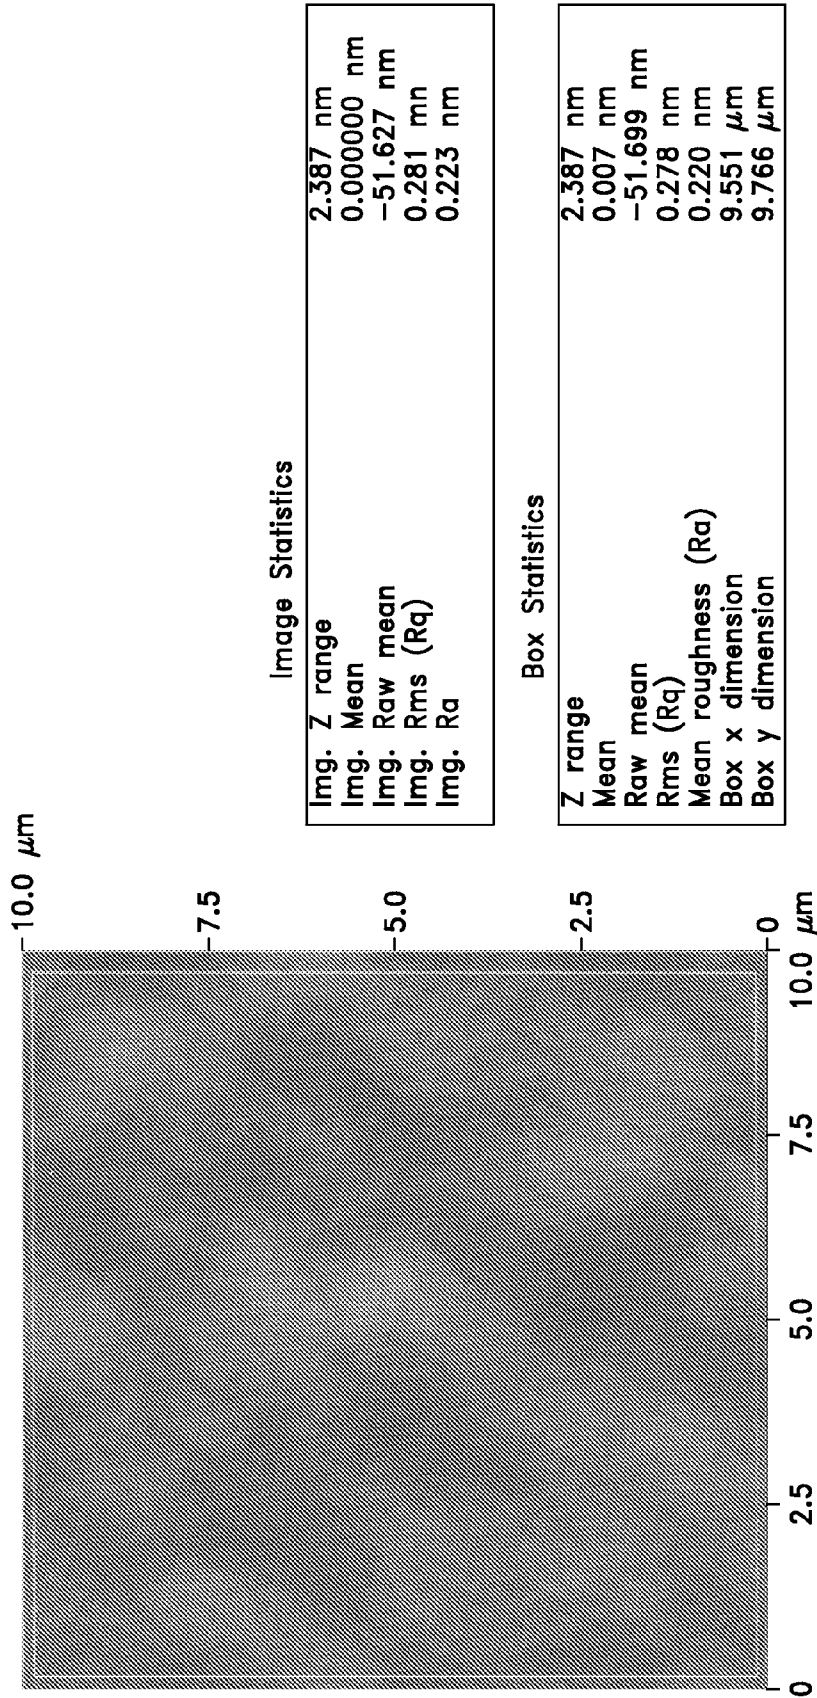 10.0 μm
7.5
5.0
2.5
0
0
2.5
5.0
7.5
10.0
μm
Image Statistics
Img. Z range 2.387 nm
Img. Mean 0.000000 nm
Img. Raw mean -51.627 nm
Img. Rms (Rq) 0.281 mn
Img. Ra 0.223 nm
Box Statistics
Z range 2.387 nm
Mean 0.007 nm
Raw mean -51.699 nm
Rms (Rq) 0.278 nm
Mean roughness (Ra) 0.220 nm
Box x dimension 9.551 μm
Box y dimension 9.766 μm